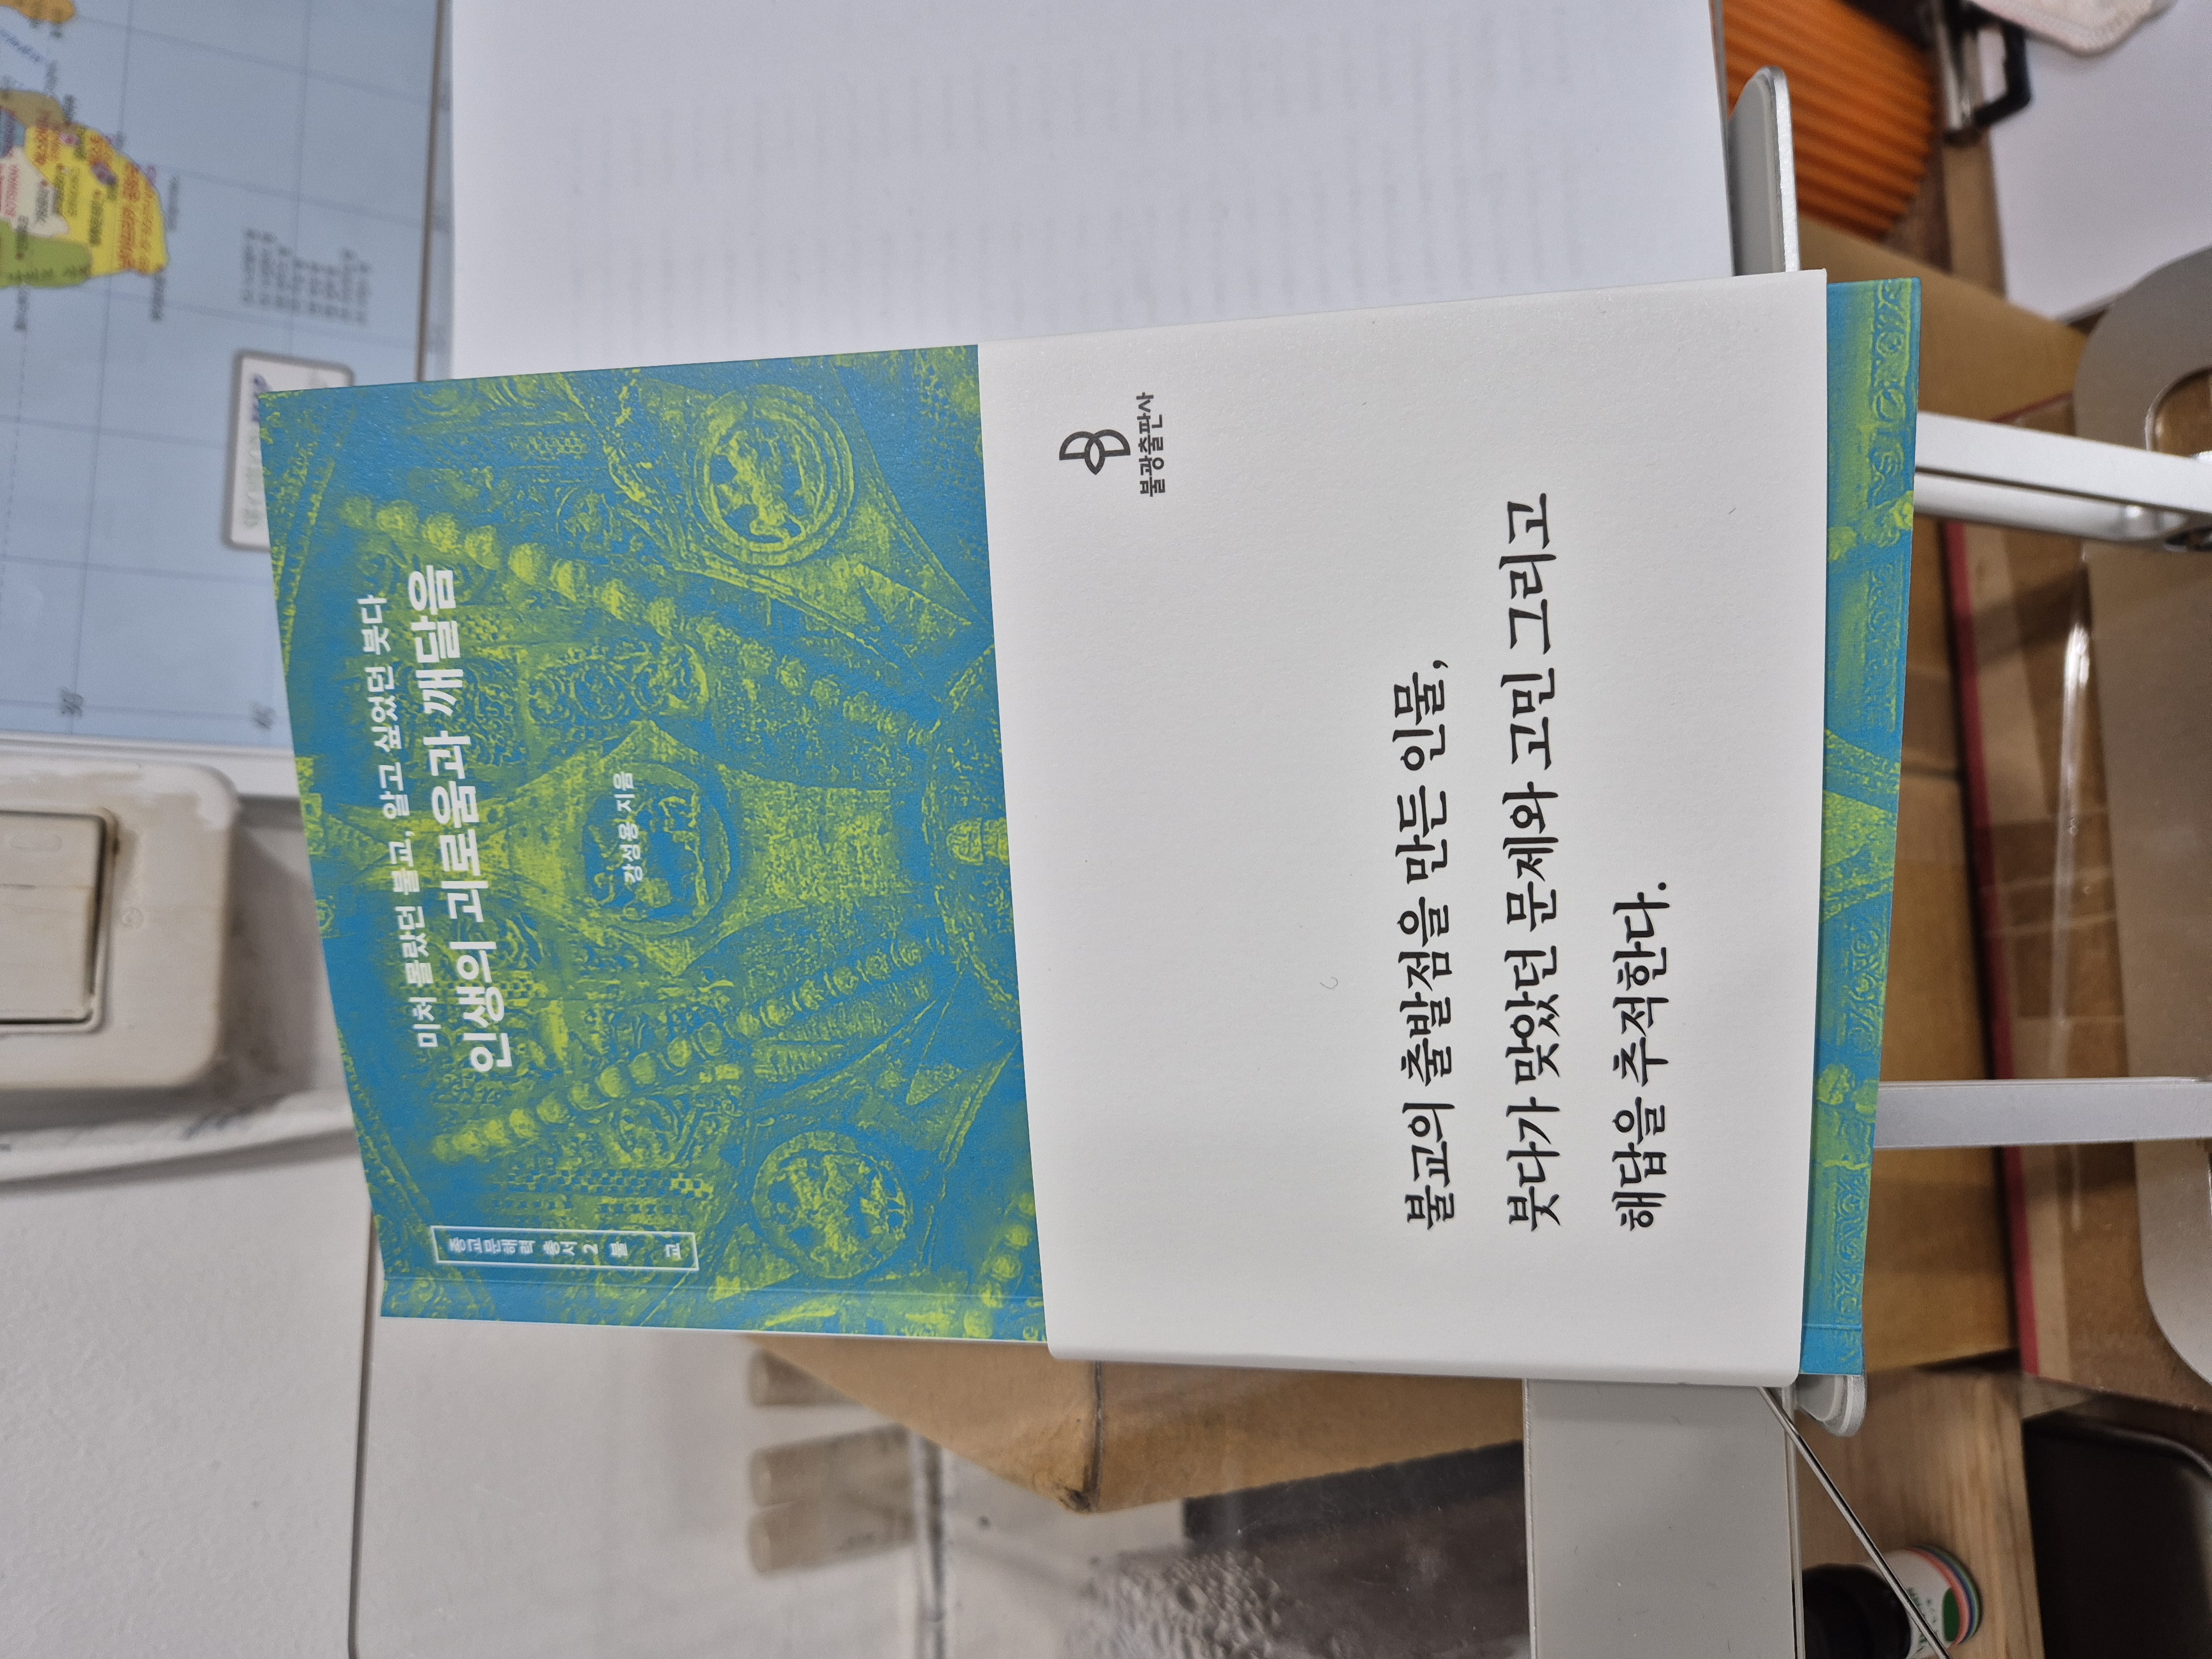 미처 몰랐던 불교, 알고 싶었던 붓다
인생의 괴로움과 깨달음
강성용 지음
종교문해력 총서 2 불 교
불광출판사
불교의 출발점을 만든 인물,
붓다가 맞았던 문제와 고민 그리고
해답을 추적한다.